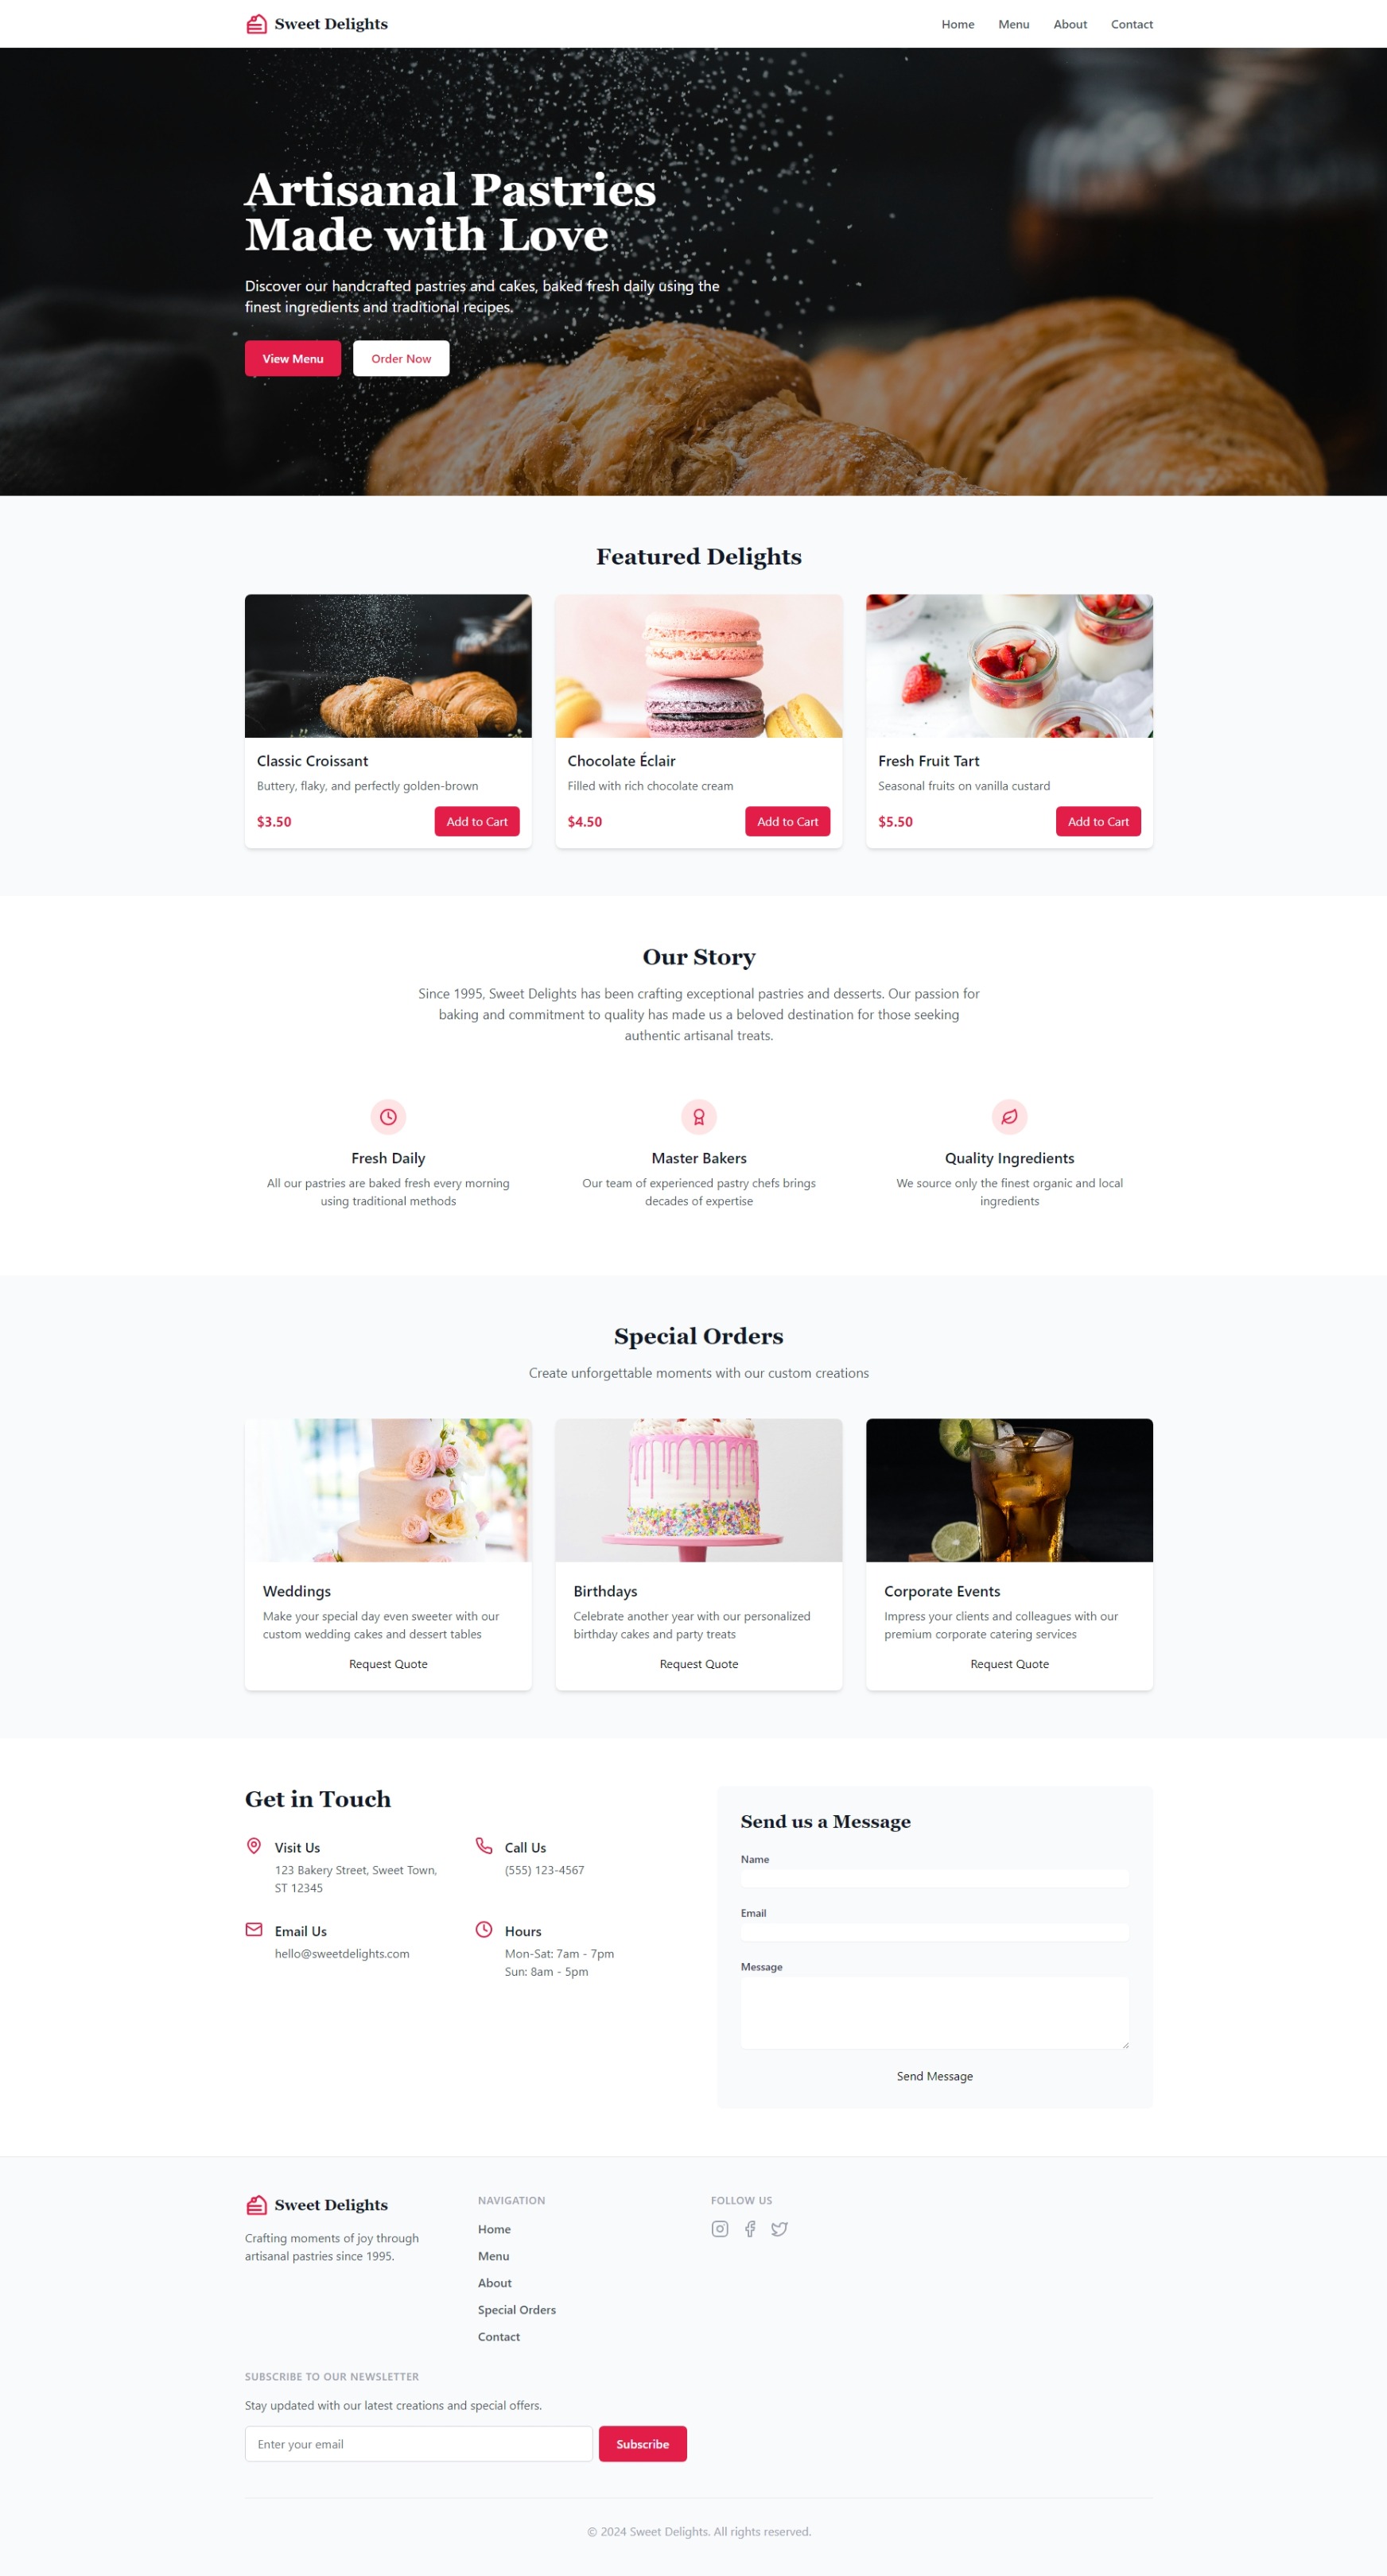 Sweet Delights
Home Menu About Contact
Artisanal Pastries
Made with Love
Discover our handcrafted pastries and cakes, baked fresh daily using the
finest ingredients and traditional recipes.
View Menu Order Now
Featured Delights
Classic Croissant
Buttery, flaky, and perfectly golden-brown
$3.50 Add to Cart
Chocolate Éclair
Filled with rich chocolate cream
$4.50 Add to Cart
Fresh Fruit Tart
Seasonal fruits on vanilla custard
$5.50 Add to Cart
Our Story
Since 1995, Sweet Delights has been crafting exceptional pastries and desserts. Our passion for
baking and commitment to quality has made us a beloved destination for those seeking
authentic artisanal treats.
Fresh Daily
All our pastries are baked fresh every morning
using traditional methods
Master Bakers
Our team of experienced pastry chefs brings
decades of expertise
Quality Ingredients
We source only the finest organic and local
ingredients
Special Orders
Create unforgettable moments with our custom creations
Weddings
Make your special day even sweeter with our
custom wedding cakes and dessert tables
Request Quote
Birthdays
Celebrate another year with our personalized
birthday cakes and party treats
Request Quote
Corporate Events
Impress your clients and colleagues with our
premium corporate catering services
Request Quote
Get in Touch
Visit Us
123 Bakery Street, Sweet Town,
ST 12345
Call Us
(555) 123-4567
Email Us
hello@sweetdelights.com
Hours
Mon-Sat: 7am - 7pm
Sun: 8am - 5pm
Send us a Message
Name
Email
Message
Send Message
Sweet Delights
Crafting moments of joy through
artisanal pastries since 1995.
NAVIGATION
Home
Menu
About
Special Orders
Contact
FOLLOW US
SUBSCRIBE TO OUR NEWSLETTER
Stay updated with our latest creations and special offers.
Enter your email Subscribe
© 2024 Sweet Delights. All rights reserved.